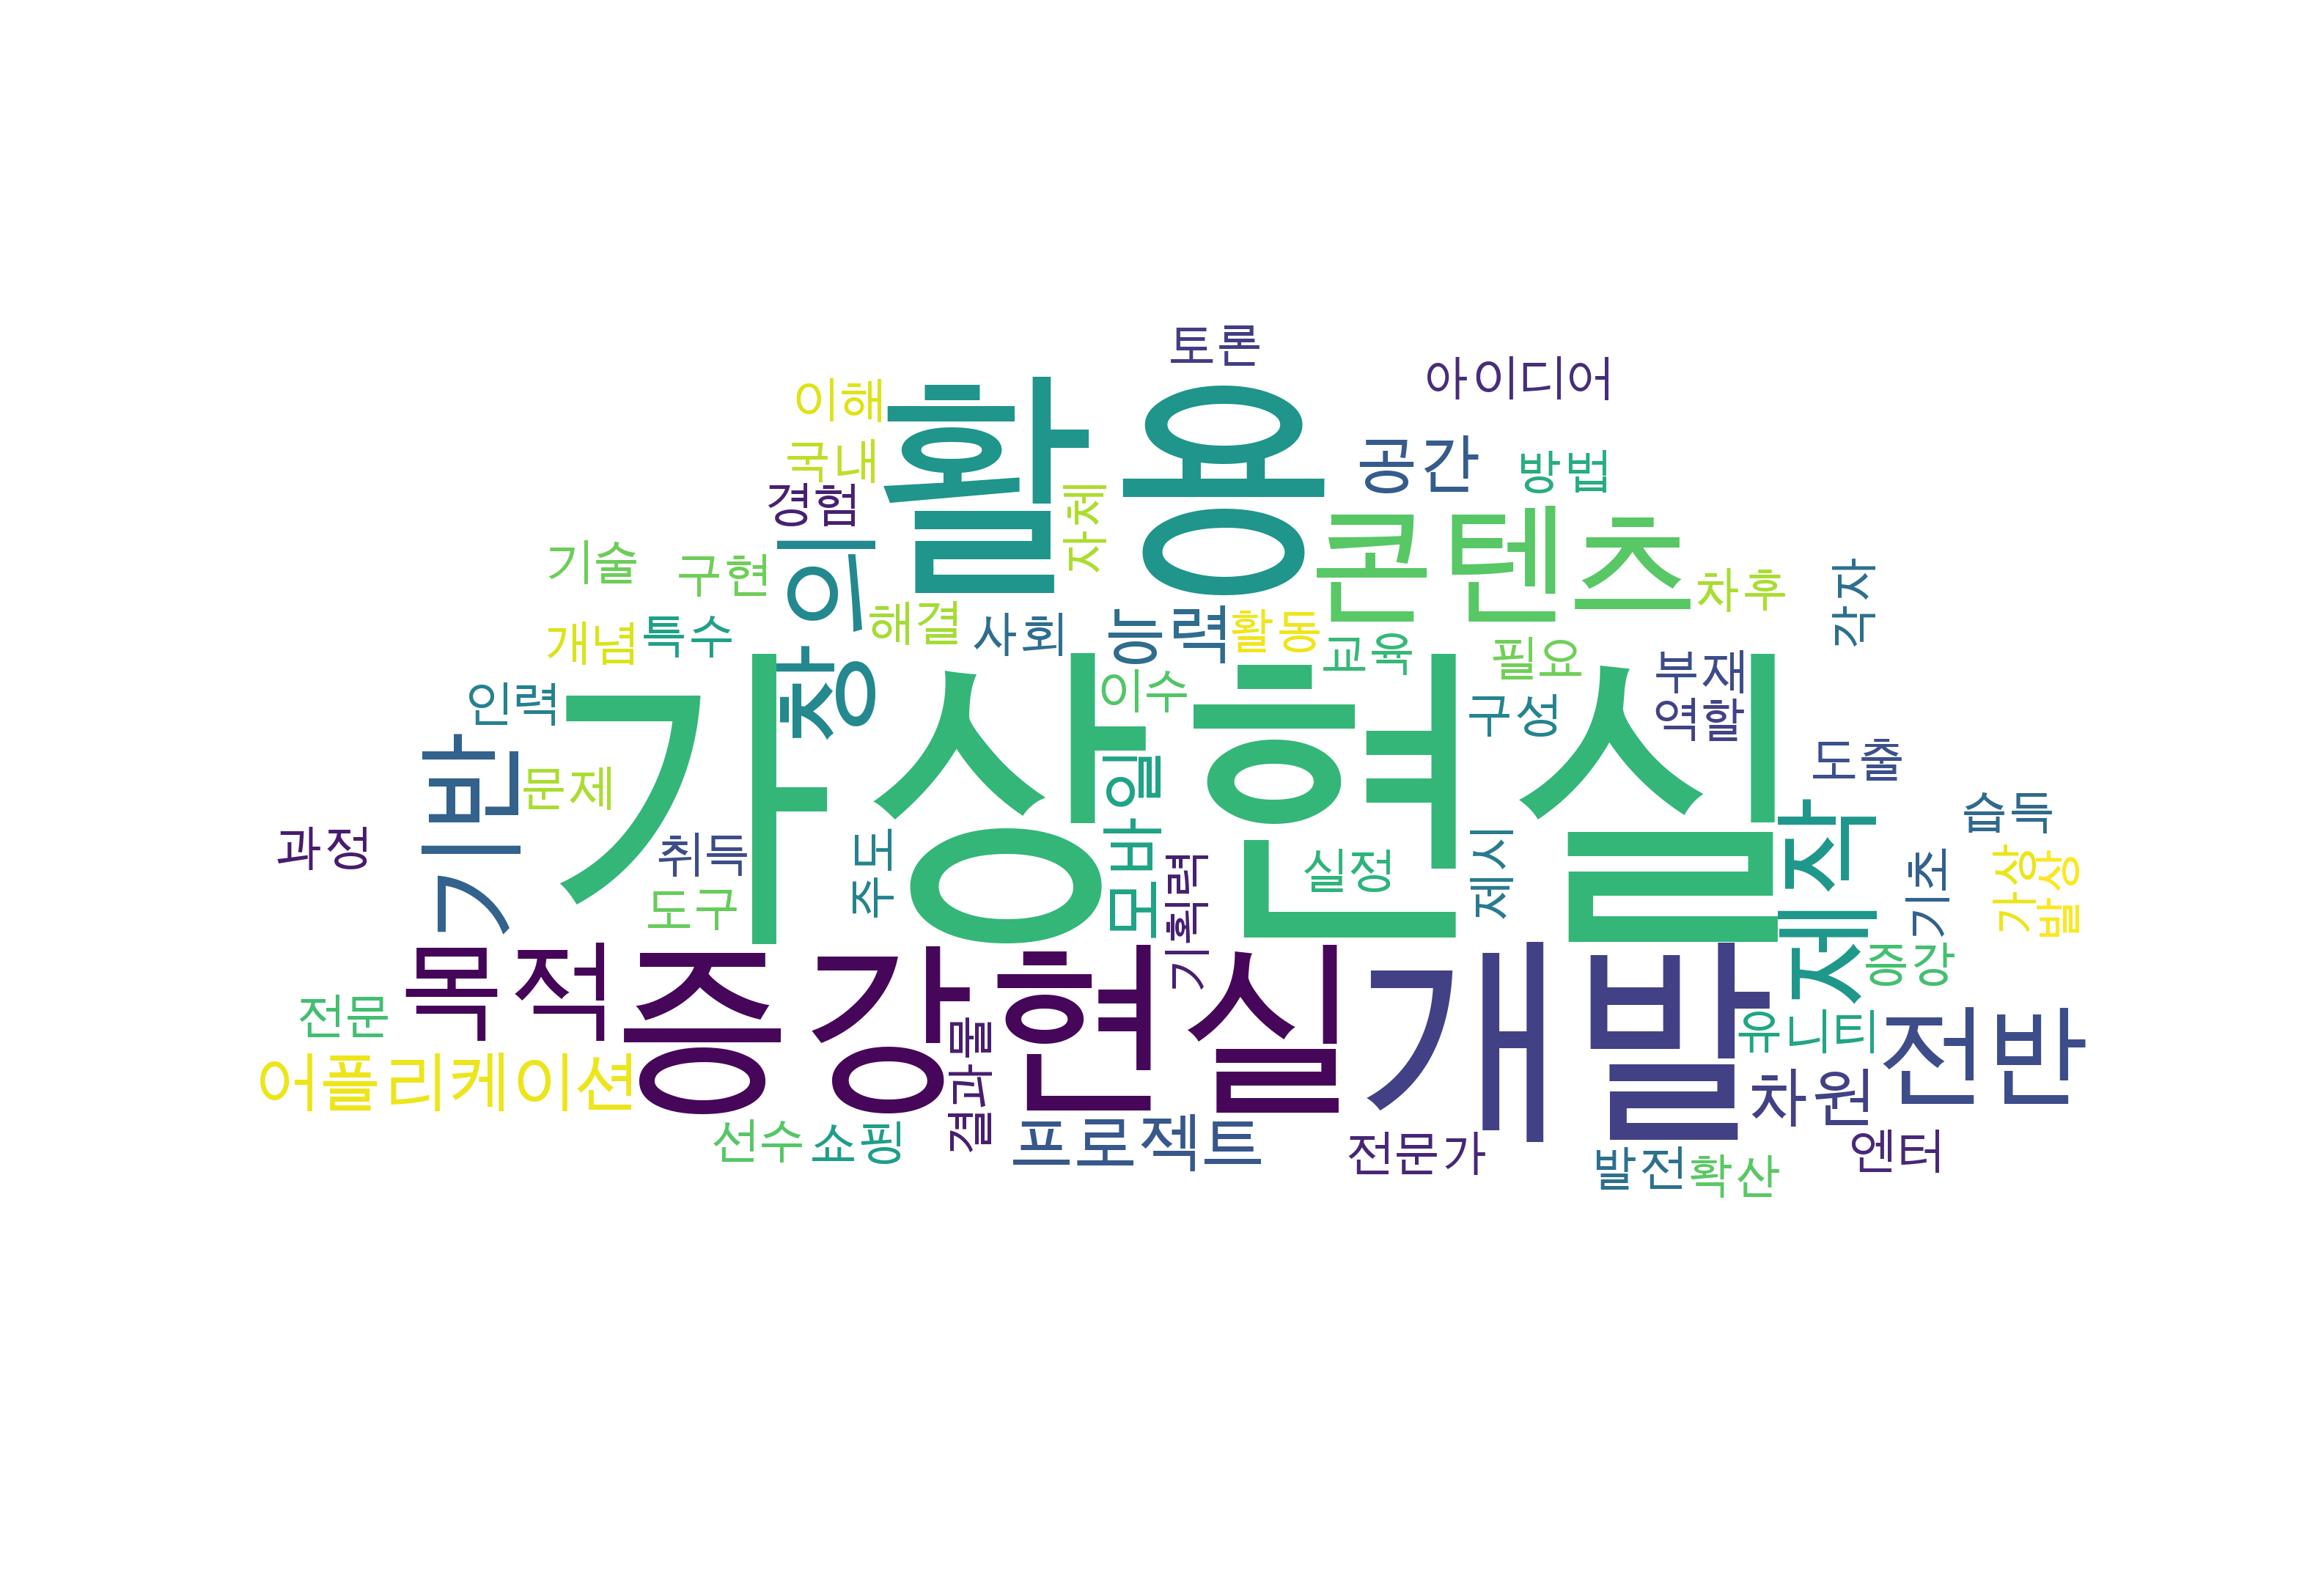 토론
아이디어
이해
활용
국내
공간
방법
경험
자체
콘텐츠
기술
구현
이상
차후
각자
해결
사회
능력
활동
교육
개념
특수
필요
부재
이수
인력
가상현실
구성
역할
도출
기반
문제
모바일
습득
과정
취득
주도
설정
제시
제작
기초
가상
발상
도구
기획력
목적
증강현실
개발
증강
전문
결과물
유니티
전반
어플리케이션
차원
선수
쇼핑
프로젝트
전문가
엔터
발전
학산